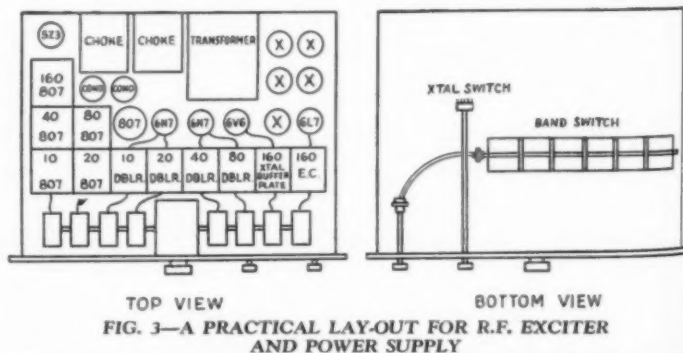 5Z3
CHOKE
CHOKE
TRANSFORMER
X
X
160
807
COND
COND
X
X
40
807
80
807
807
6N7
6N7
6V6
X
6L7
10
807
20
807
10
DBLR.
20
DBLR.
40
DBLR.
80
DBLR.
160
XTAL
BUFFER
PLATE
160
E.C.
TOP VIEW
XTAL SWITCH
BAND SWITCH
BOTTOM VIEW
FIG. 3—A PRACTICAL LAY-OUT FOR R.F. EXCITER
AND POWER SUPPLY